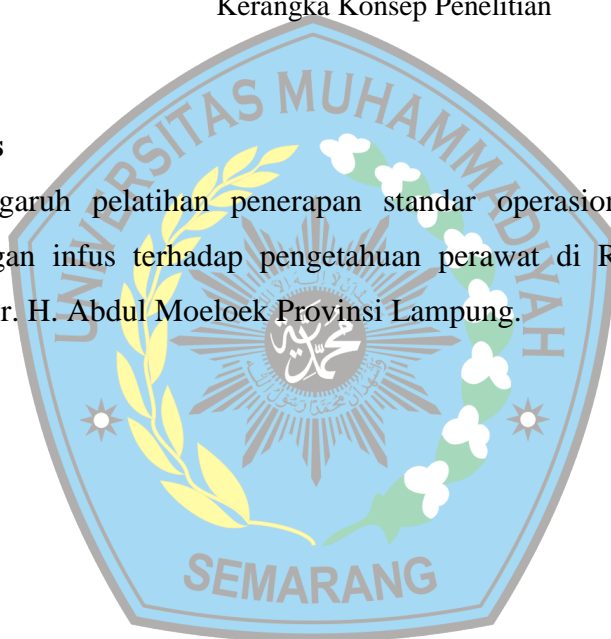 Kerangka Konsep Penelitian
s
garuh pelatihan penerapan standar operasion
gan infus terhadap pengetahuan perawat di R
r. H. Abdul Moeloek Provinsi Lampung.
UNIVERSITAS MUHAMMADIYAH
SEMARANG